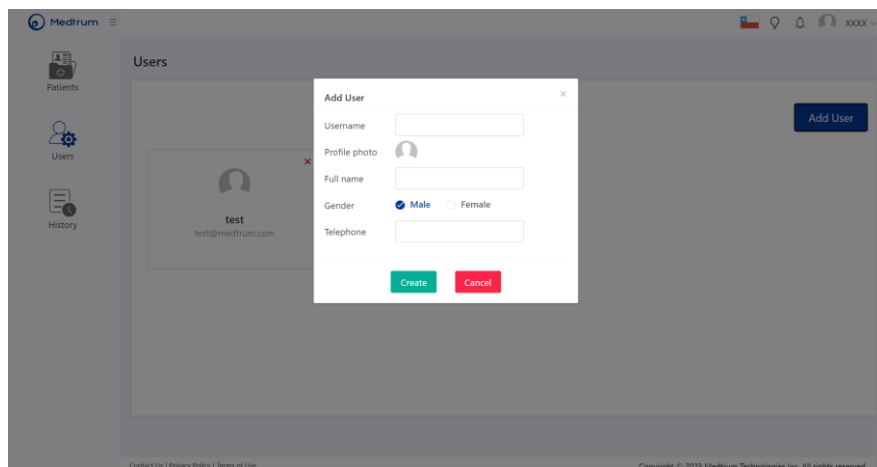 Medtrum
xxxx
Patients
Users
History
Users
Add User
test
test@medtrum.com
Add User
Username
Profile photo
Full name
Gender
Male Female
Telephone
Create Cancel
Contact Us | Privacy Policy | Terms of Use
Copyright © 2023 Medtrum Technologies Inc. All rights reserved.